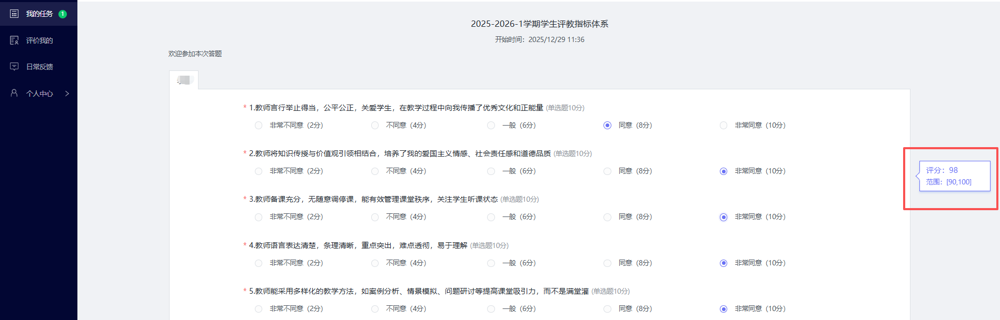 我的任务 1
评价我的
日常反馈
个人中心
2025-2026-1学期学生评教指标体系
开始时间：2025/12/29 11:36
欢迎参加本次答题
* 1.教师言行举止得当，公平公正，关爱学生，在教学过程中向我传播了优秀文化和正能量 (单选题10分)
非常不同意（2分） 不同意（4分） 一般（6分） 同意（8分） 非常同意（10分）
* 2.教师将知识传授与价值观引领相结合，培养了我的爱国主义情感、社会责任感和道德品质 (单选题10分)
非常不同意（2分） 不同意（4分） 一般（6分） 同意（8分） 非常同意（10分）
评分：98
范围：[90,100]
* 3.教师备课充分，无随意调停课，能有效管理课堂秩序，关注学生听课状态 (单选题10分)
非常不同意（2分） 不同意（4分） 一般（6分） 同意（8分） 非常同意（10分）
* 4.教师语言表达清楚，条理清晰，重点突出，难点透彻，易于理解 (单选题10分)
非常不同意（2分） 不同意（4分） 一般（6分） 同意（8分） 非常同意（10分）
* 5.教师能采用多样化的教学方法，如案例分析、情景模拟、问题研讨等提高课堂吸引力，而不是满堂灌 (单选题10分)
非常不同意（2分） 不同意（4分） 一般（6分） 同意（8分） 非常同意（10分）